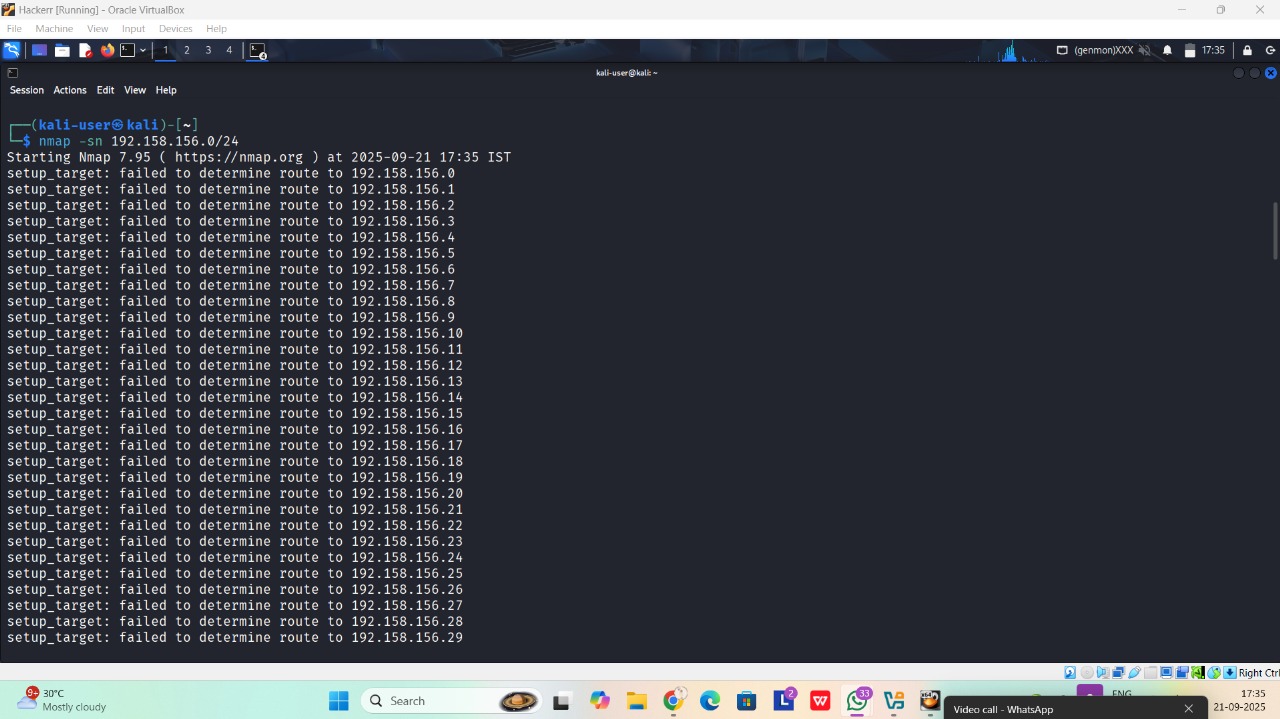 Hackerr [Running] - Oracle VirtualBox
File Machine View Input Devices Help
1 2 3 4 4 (genmon)XXX 17:35
kali-user@kali: ~
Session Actions Edit View Help
┌──(kali-user㉿kali)-[~]
└─$ nmap -sn 192.158.156.0/24
Starting Nmap 7.95 ( https://nmap.org ) at 2025-09-21 17:35 IST
setup_target: failed to determine route to 192.158.156.0
setup_target: failed to determine route to 192.158.156.1
setup_target: failed to determine route to 192.158.156.2
setup_target: failed to determine route to 192.158.156.3
setup_target: failed to determine route to 192.158.156.4
setup_target: failed to determine route to 192.158.156.5
setup_target: failed to determine route to 192.158.156.6
setup_target: failed to determine route to 192.158.156.7
setup_target: failed to determine route to 192.158.156.8
setup_target: failed to determine route to 192.158.156.9
setup_target: failed to determine route to 192.158.156.10
setup_target: failed to determine route to 192.158.156.11
setup_target: failed to determine route to 192.158.156.12
setup_target: failed to determine route to 192.158.156.13
setup_target: failed to determine route to 192.158.156.14
setup_target: failed to determine route to 192.158.156.15
setup_target: failed to determine route to 192.158.156.16
setup_target: failed to determine route to 192.158.156.17
setup_target: failed to determine route to 192.158.156.18
setup_target: failed to determine route to 192.158.156.19
setup_target: failed to determine route to 192.158.156.20
setup_target: failed to determine route to 192.158.156.21
setup_target: failed to determine route to 192.158.156.22
setup_target: failed to determine route to 192.158.156.23
setup_target: failed to determine route to 192.158.156.24
setup_target: failed to determine route to 192.158.156.25
setup_target: failed to determine route to 192.158.156.26
setup_target: failed to determine route to 192.158.156.27
setup_target: failed to determine route to 192.158.156.28
setup_target: failed to determine route to 192.158.156.29
Right Ctrl
9+ 30°C
Mostly cloudy
Search
2
33
ENG
17:35
21-09-2025
Video call - WhatsApp